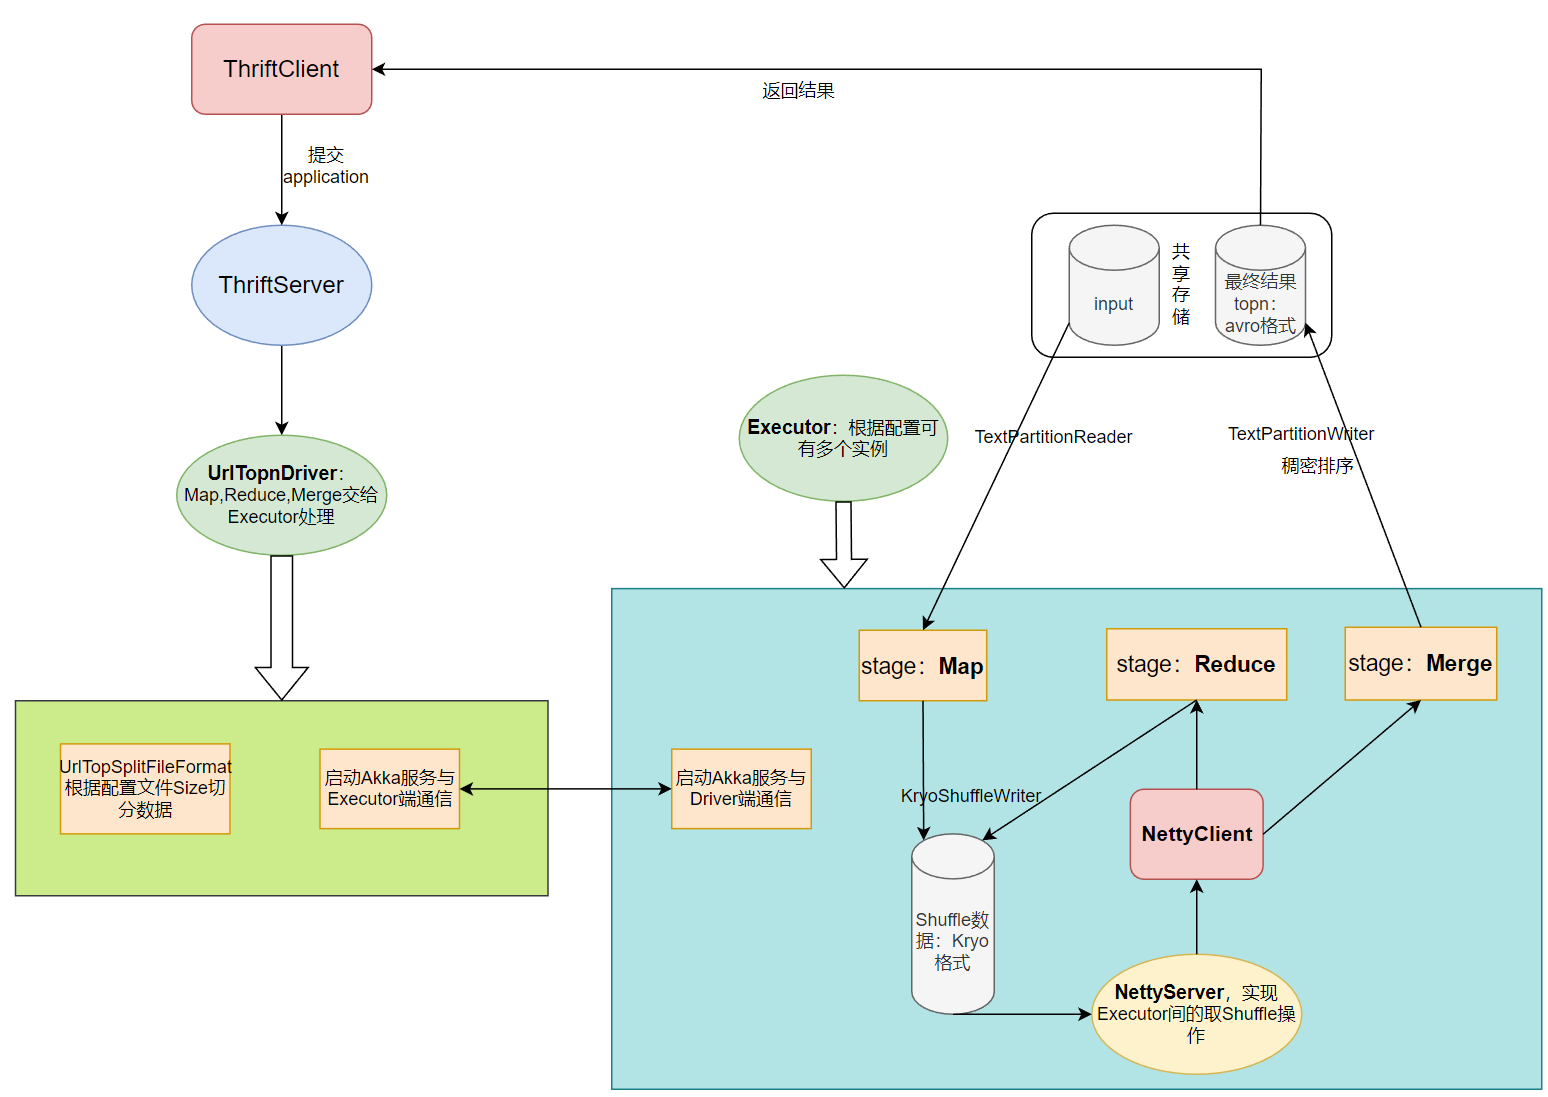 ThriftClient
返回结果
提交
application
ThriftServer
input
共
享
存
储
最终结果
topn：
avro格式
Executor：根据配置可
有多个实例
TextPartitionReader
TextPartitionWriter
稠密排序
UrlTopnDriver：
Map,Reduce,Merge交给
Executor处理
stage：Map
stage：Reduce
stage：Merge
UrlTopSplitFileFormat
根据配置文件Size切
分数据
启动Akka服务与
Executor端通信
启动Akka服务与
Driver端通信
KryoShuffleWriter
NettyClient
Shuffle数
据：Kryo
格式
NettyServer，实现
Executor间的取Shuffle操
作